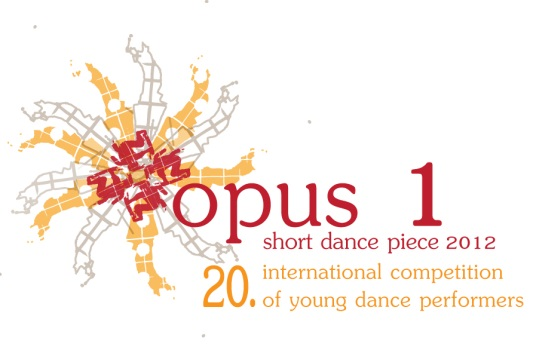 opus 1
short dance piece 2012
20. international competition
of young dance performers